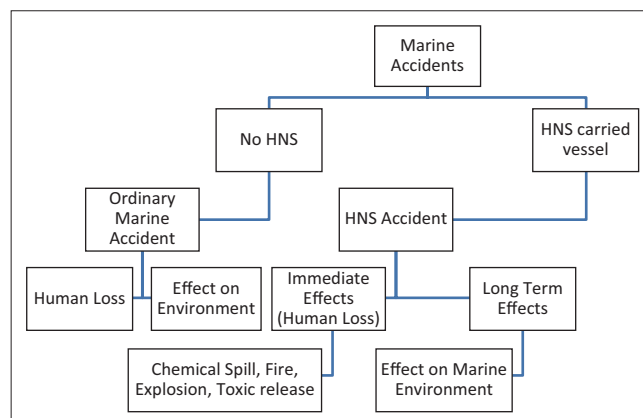 Marine
Accidents
No HNS
HNS carried
vessel
Ordinary
Marine
Accident
HNS Accident
Human Loss
Effect on
Environment
Immediate
Effects
(Human Loss)
Long Term
Effects
Chemical Spill, Fire,
Explosion, Toxic release
Effect on Marine
Environment